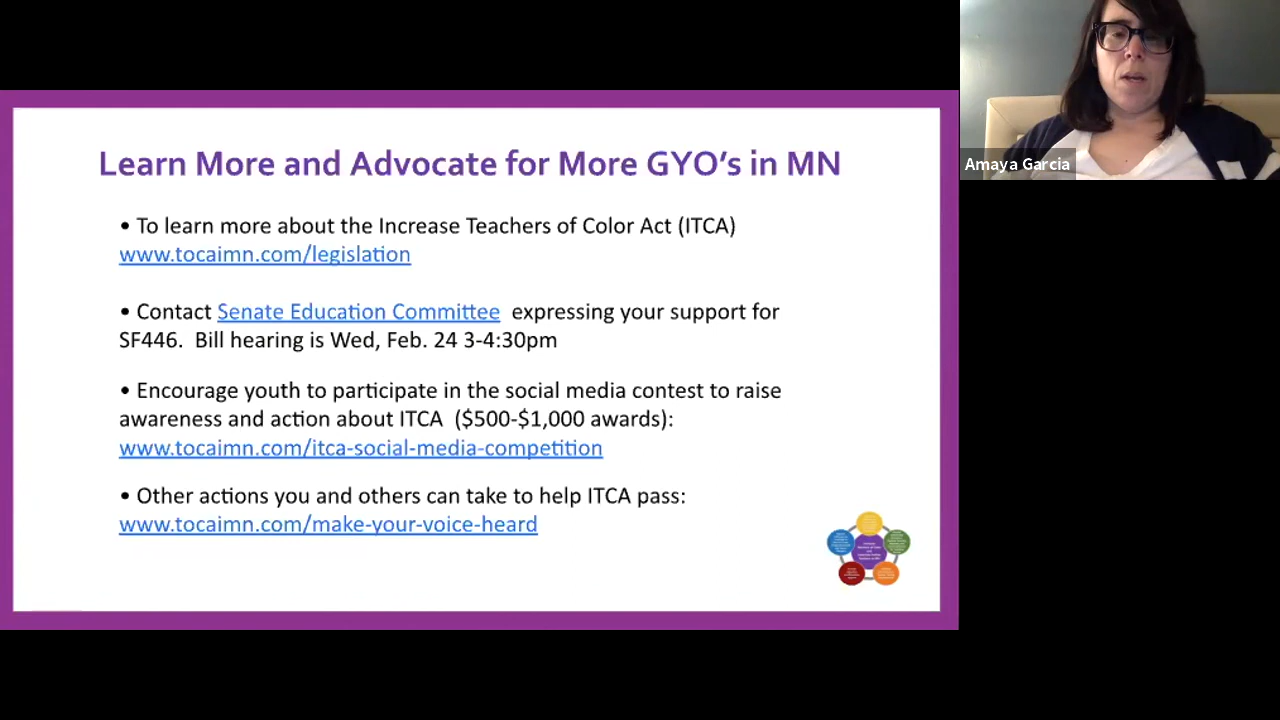 Learn More and Advocate for More GYO's in MN
• To learn more about the Increase Teachers of Color Act (ITCA)
www.tocaimn.com/legislation
• Contact Senate Education Committee expressing your support for
SF446. Bill hearing is Wed, Feb. 24 3-4:30pm
• Encourage youth to participate in the social media contest to raise
awareness and action about ITCA ($500-$1,000 awards):
www.tocaimn.com/itca-social-media-competition
• Other actions you and others can take to help ITCA pass:
www.tocaimn.com/make-your-voice-heard
Amaya Garcia